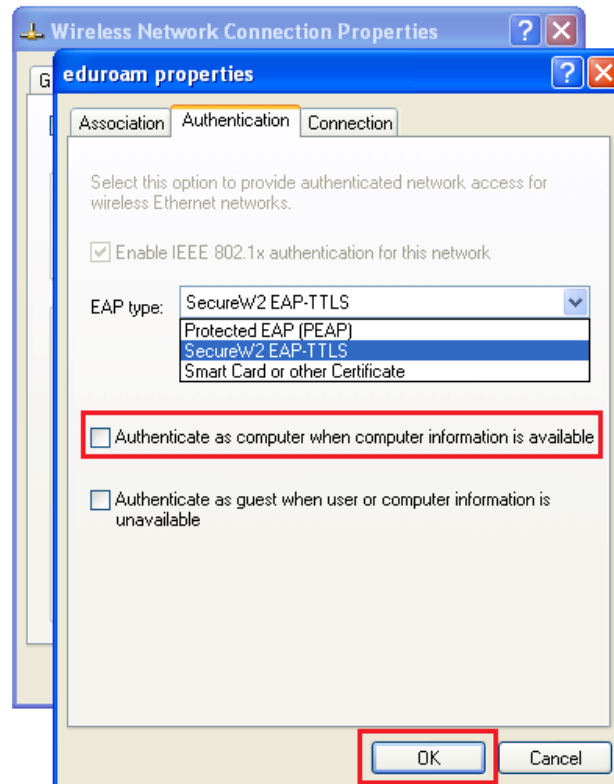 Wireless Network Connection Properties
G
eduroam properties
Association Authentication Connection
Select this option to provide authenticated network access for
wireless Ethernet networks.
Enable IEEE 802.1x authentication for this network
EAP type: SecureW2 EAP-TTLS
Protected EAP (PEAP)
SecureW2 EAP-TTLS
Smart Card or other Certificate
Authenticate as computer when computer information is available
Authenticate as guest when user or computer information is
unavailable
OK Cancel